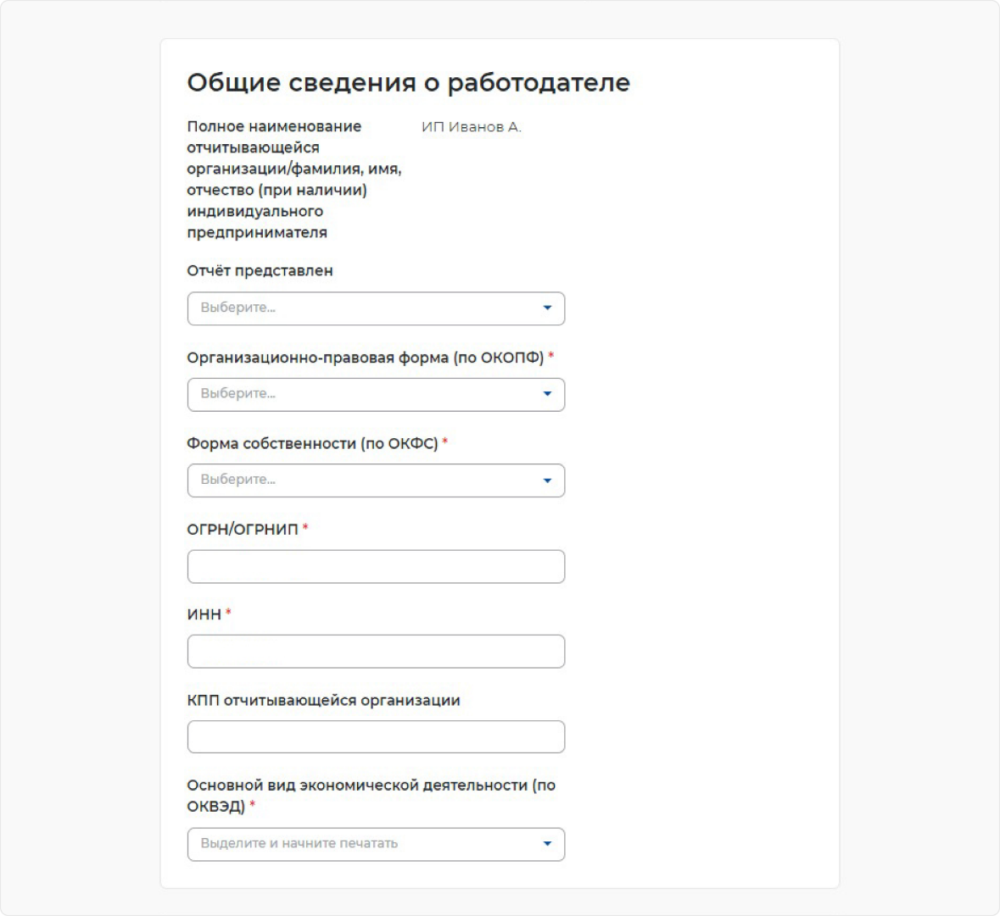 Общие сведения о работодателе
Полное наименование
отчитывающейся
организации/фамилия, имя,
отчество (при наличии)
индивидуального
предпринимателя
ИП Иванов А.
Отчёт представлен
Выберите...
Организационно-правовая форма (по ОКОПФ) *
Выберите...
Форма собственности (по ОКФС) *
Выберите...
ОГРН/ОГРНИП *
ИНН *
КПП отчитывающейся организации
Основной вид экономической деятельности (по
ОКВЭД) *
Выделите и начните печатать